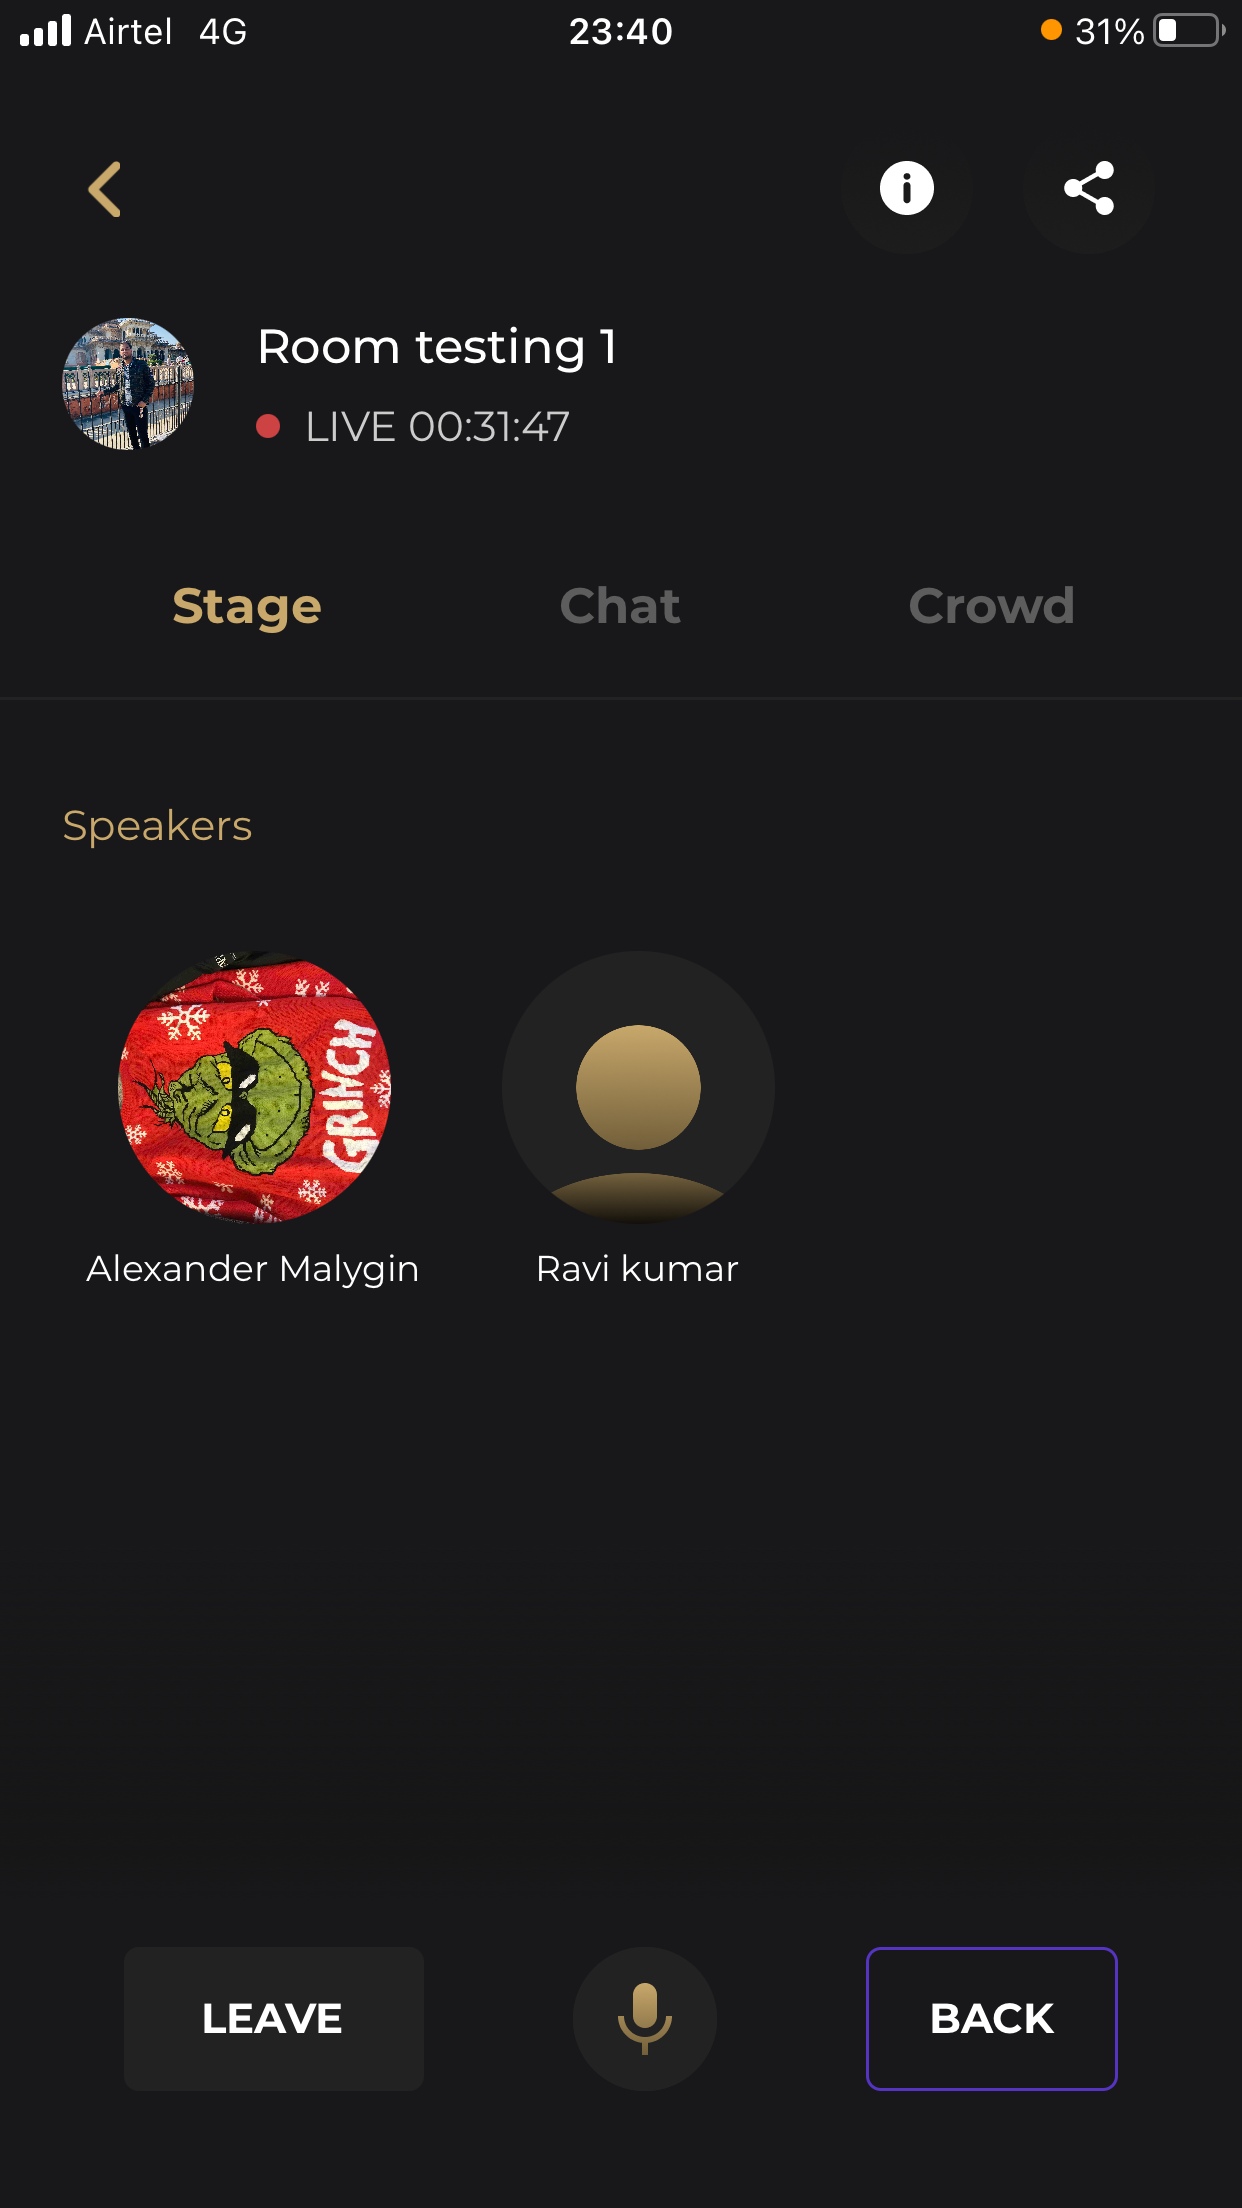 Airtel 4G 23:40 31%
Room testing 1
LIVE 00:31:47
Stage Chat Crowd
Speakers
GRINCH
Alexander Malygin Ravi kumar
LEAVE BACK